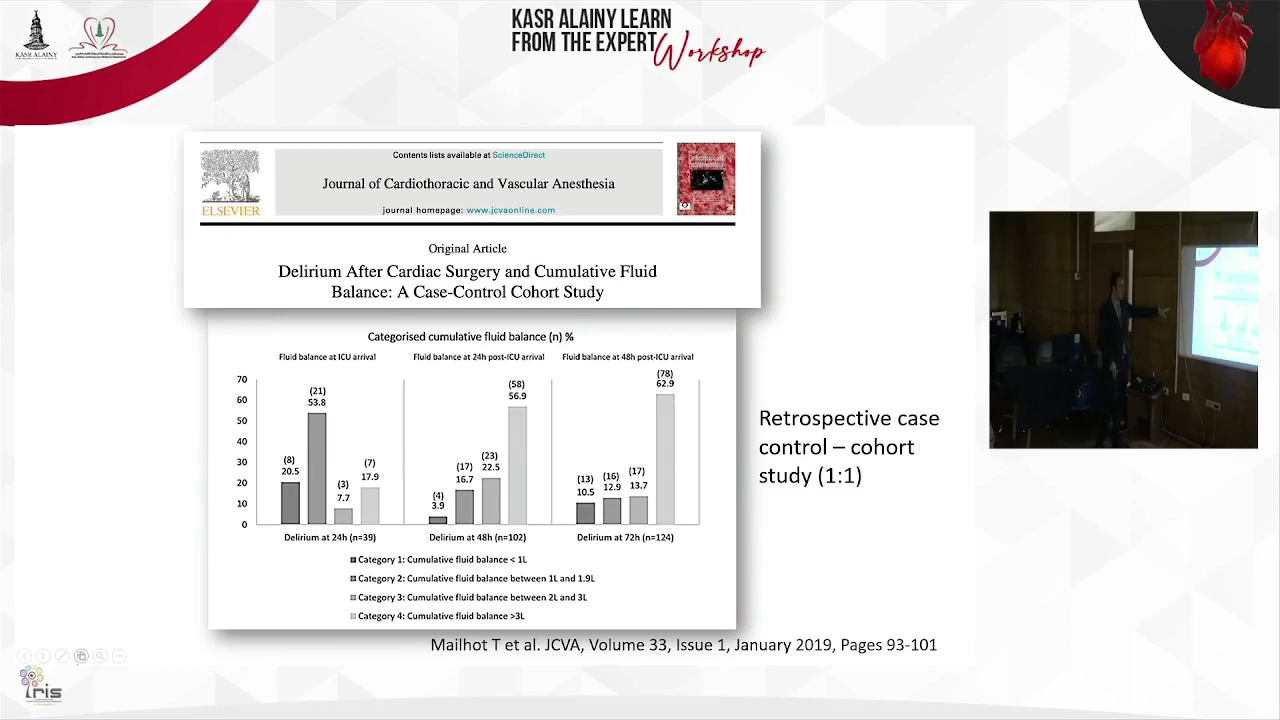 KASR ALAINY LEARN
FROM THE EXPERT
Workshop
KASR ALAINY
Contents lists available at ScienceDirect
Journal of Cardiothoracic and Vascular Anesthesia
journal homepage: www.jcvaonline.com
ELSEVIER
Original Article
Delirium After Cardiac Surgery and Cumulative Fluid
Balance: A Case-Control Cohort Study
Categorised cumulative fluid balance (n) %
Fluid balance at ICU arrival
Fluid balance at 24h post-ICU arrival
Fluid balance at 48h post-ICU arrival
70
60
50
40
30
20
10
0
(8)
20.5
(21)
53.8
(3)
7.7
(7)
17.9
(4)
3.9
(17)
16.7
(23)
22.5
(58)
56.9
(13)
10.5
(16)
12.9
(17)
13.7
(78)
62.9
Delirium at 24h (n=39)
Delirium at 48h (n=102)
Delirium at 72h (n=124)
Category 1: Cumulative fluid balance < 1L
Category 2: Cumulative fluid balance between 1L and 1.9L
Category 3: Cumulative fluid balance between 2L and 3L
Category 4: Cumulative fluid balance >3L
Retrospective case
control – cohort
study (1:1)
Mailhot T et al. JCVA, Volume 33, Issue 1, January 2019, Pages 93-101
iris